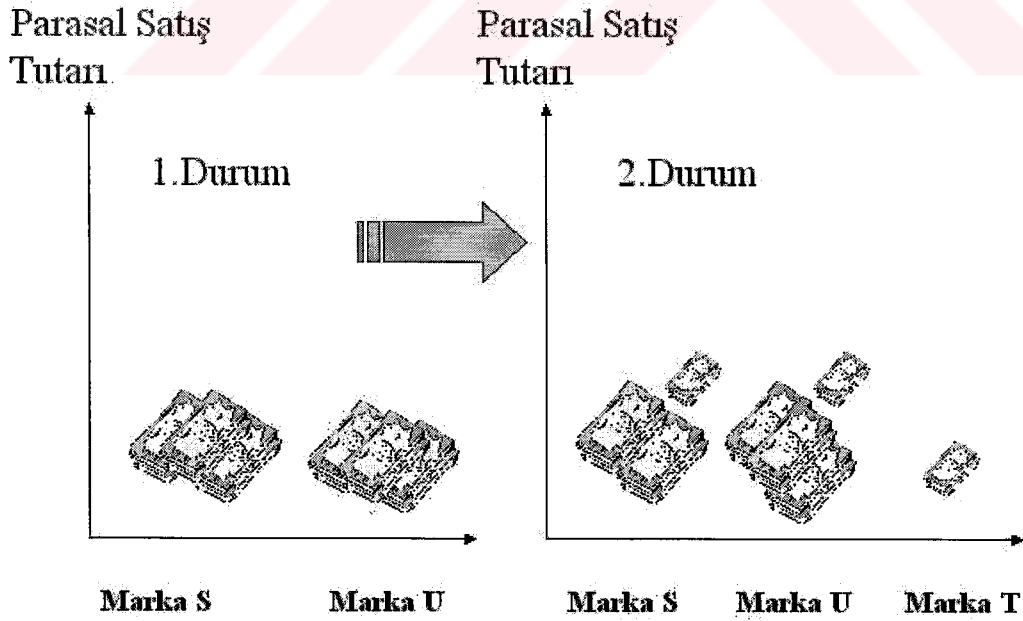 Parasal Satış
Tutarı
Parasal Satış
Tutarı
1.Durum
2.Durum
Marka S
Marka U
Marka S
Marka U
Marka T